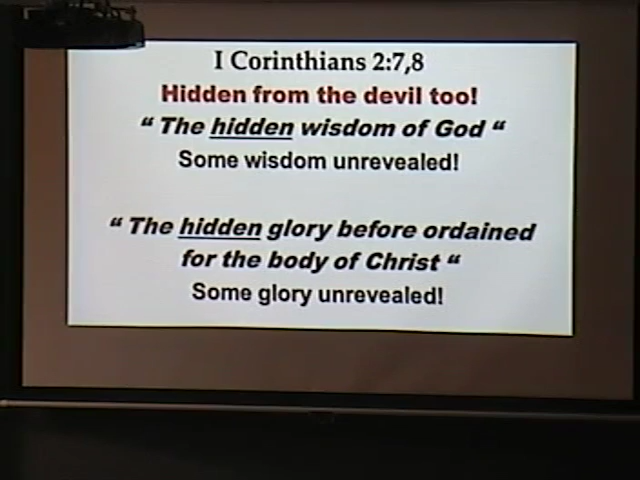 I Corinthians 2:7,8
Hidden from the devil too!
“ The hidden wisdom of God “
Some wisdom unrevealed!
“ The hidden glory before ordained
for the body of Christ “
Some glory unrevealed!